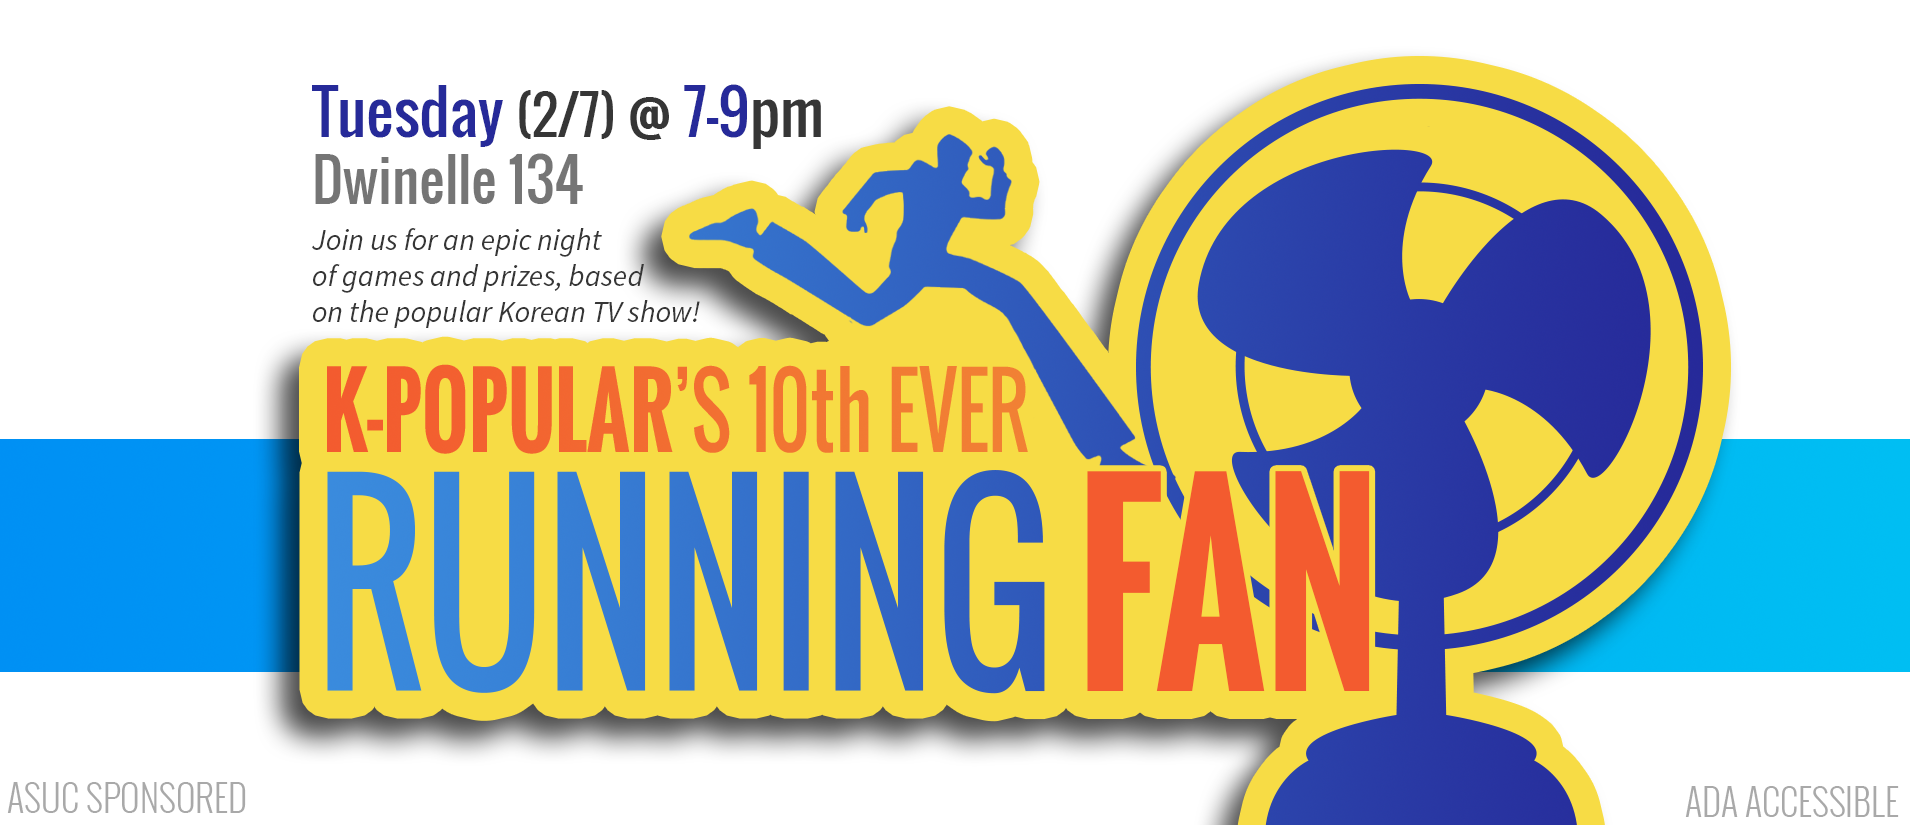 Tuesday (2/7) @ 7-9pm
Dwinelle 134
Join us for an epic night
of games and prizes, based
on the popular Korean TV show!
K-POPULAR'S 10th EVER
RUNNING FAN
ASUC SPONSORED
ADA ACCESSIBLE